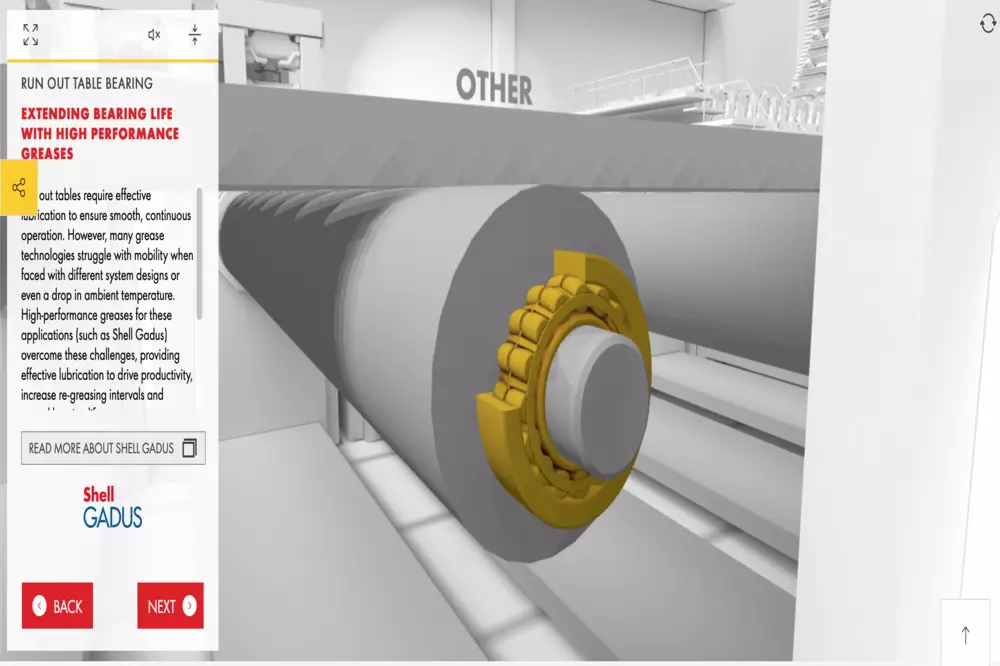 RUN OUT TABLE BEARING
EXTENDING BEARING LIFE
WITH HIGH PERFORMANCE
GREASES
out tables require effective
lubrication to ensure smooth, continuous
operation. However, many grease
technologies struggle with mobility when
faced with different system designs or
even a drop in ambient temperature.
High-performance greases for these
applications (such as Shell Gadus)
overcome these challenges, providing
effective lubrication to drive productivity,
increase re-greasing intervals and
READ MORE ABOUT SHELL GADUS
Shell
GADUS
BACK
NEXT
OTHER